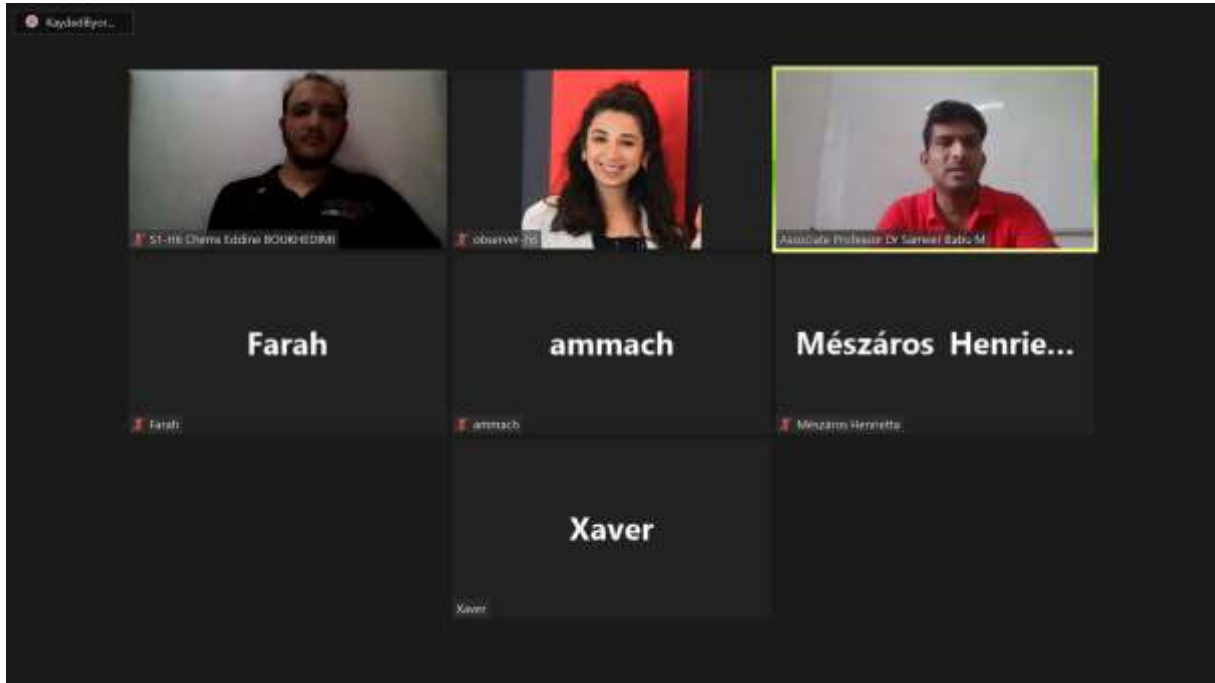 Kaydediliyor...
S1-H6 Chems Eddine BOUKHEDIMI
observer-hq
Associate Professor Dr Sameer Babu M
Farah
ammach
Mészáros Henrie...
Farah
ammach
Mészáros Henrietta
Xaver
Xaver